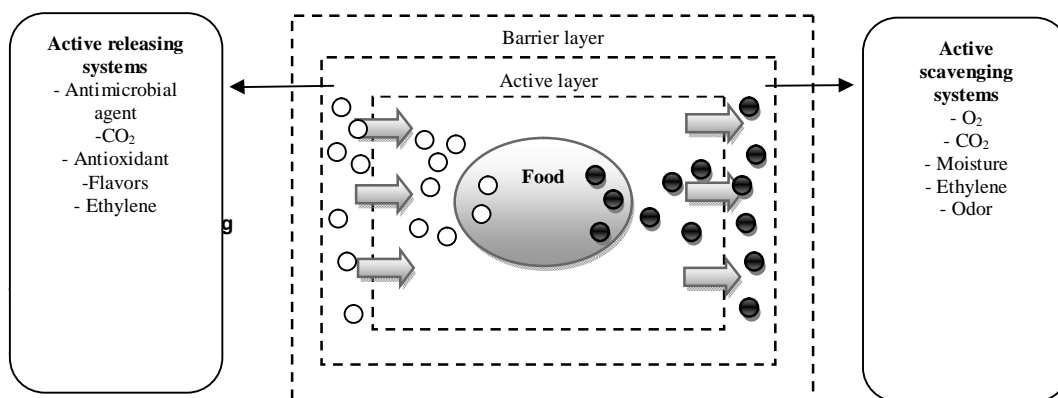 Active releasing
systems
- Antimicrobial
agent
-CO₂
- Antioxidant
-Flavors
- Ethylene
g
Barrier layer
Active layer
Food
Active
scavenging
systems
- O₂
- CO₂
- Moisture
- Ethylene
- Odor